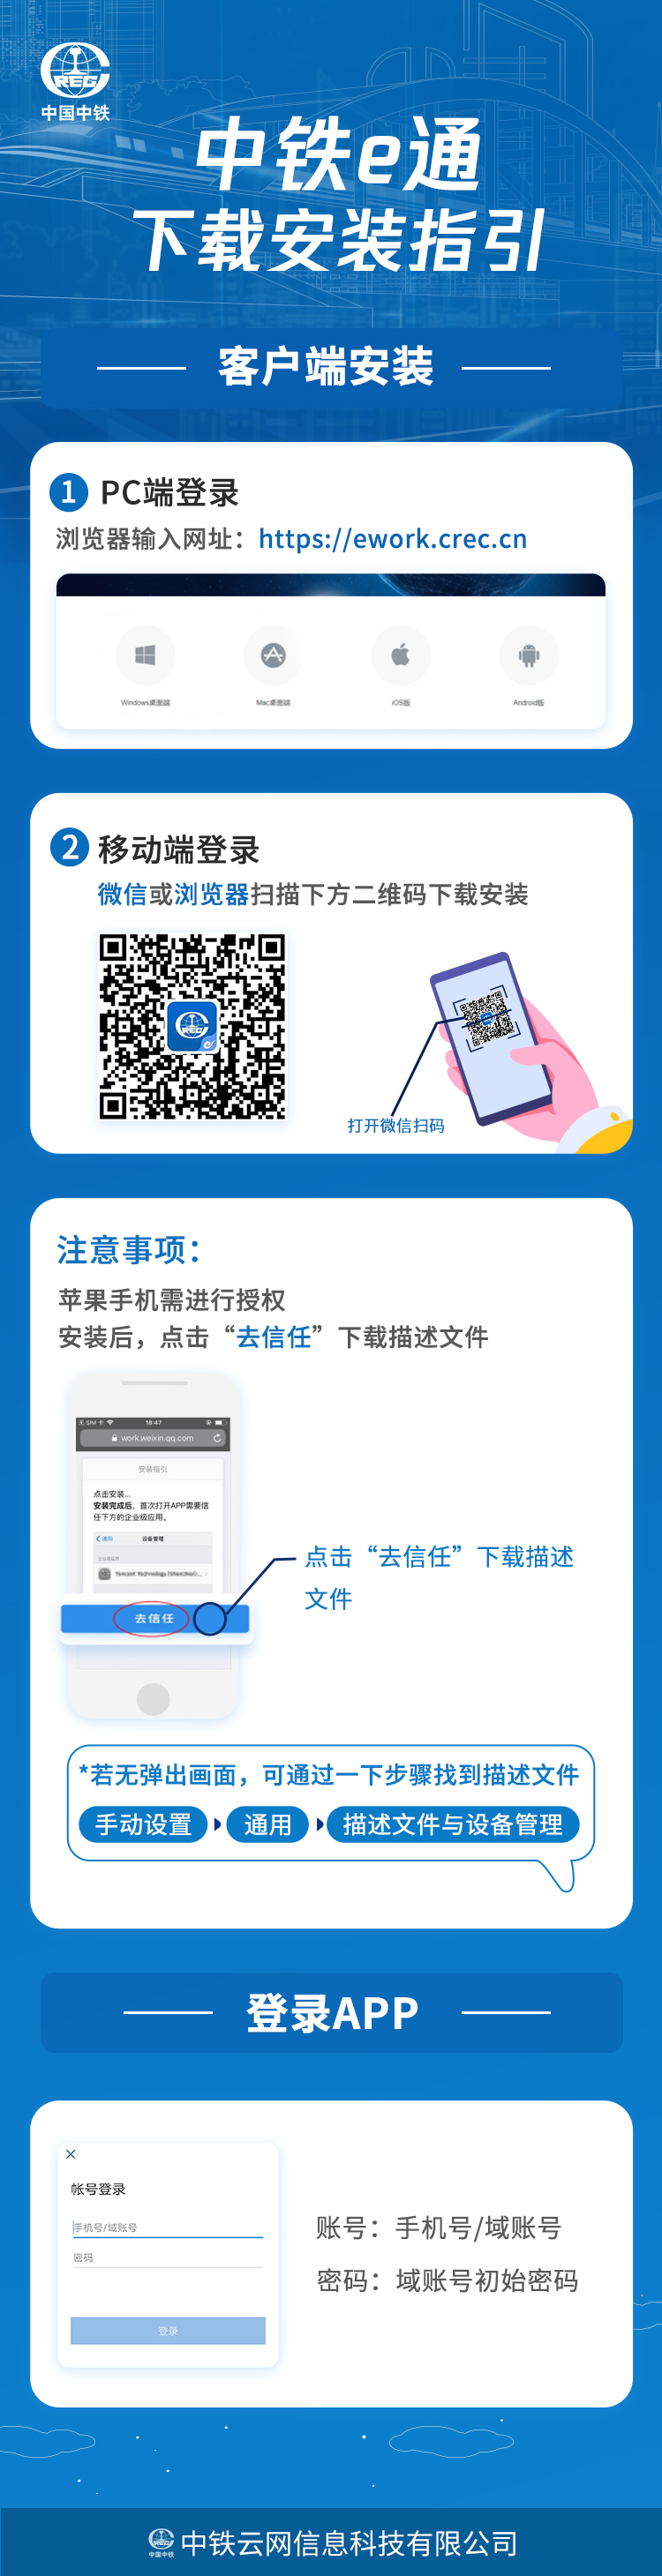 CREC
中国中铁
中铁e通
下载安装指引
客户端安装
1 PC端登录
浏览器输入网址：https://ework.crec.cn
Windows桌面端 Mac桌面端 iOS版 Android版
2 移动端登录
微信或浏览器扫描下方二维码下载安装
CREC
打开微信扫码
注意事项：
苹果手机需进行授权
安装后，点击“去信任”下载描述文件
无 SIM 卡 18:47
work.weixin.qq.com
安装指引
点击安装...
安装完成后，首次打开APP需要信
任下方的企业级应用。
通用 设备管理
企业级应用
Tencent Technology (Shenzhen)...
去信任
点击“去信任”下载描述
文件
*若无弹出画面，可通过一下步骤找到描述文件
手动设置 通用 描述文件与设备管理
登录APP
帐号登录
手机号/域账号
密码
登录
账号：手机号/域账号
密码：域账号初始密码
中国中铁 中铁云网信息科技有限公司